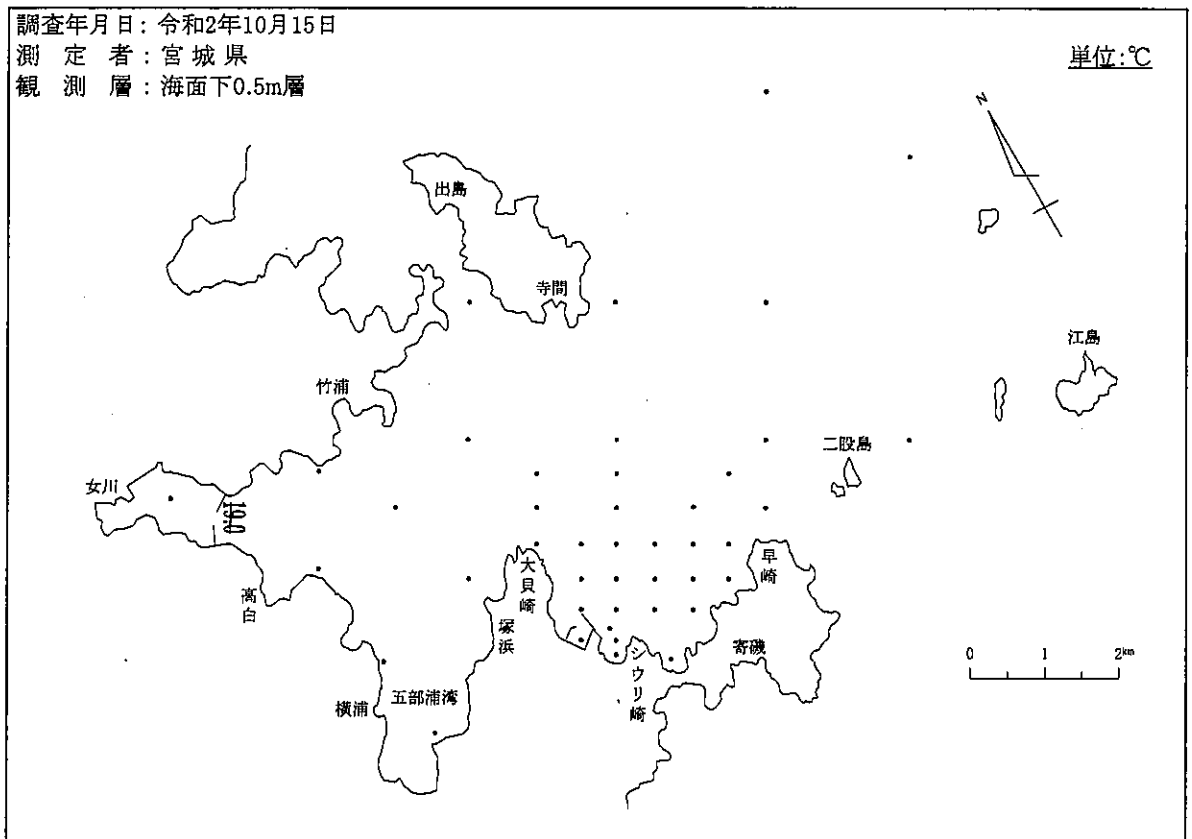 調査年月日：令和2年10月15日
測定者：宮城県
観測層：海面下0.5m層
単位：℃
N
出島
寺間
江島
竹浦
二股島
女川
19.0
大貝崎
早崎
高白
塚浜
シウリ崎
寄磯
0 1 2km
横浦
五部浦湾